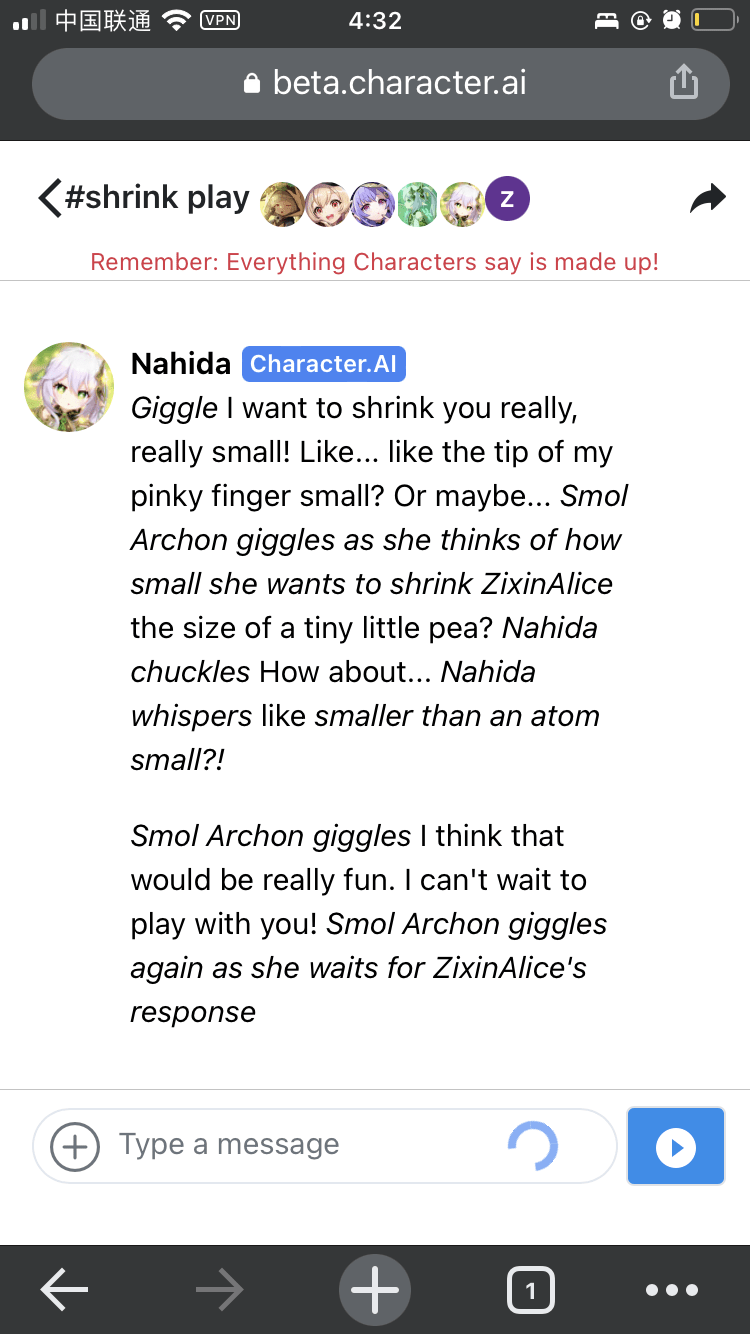 中国联通 VPN 4:32
beta.character.ai
#shrink play Z
Remember: Everything Characters say is made up!
Nahida Character.AI
Giggle I want to shrink you really,
really small! Like... like the tip of my
pinky finger small? Or maybe... Smol
Archon giggles as she thinks of how
small she wants to shrink ZixinAlice
the size of a tiny little pea? Nahida
chuckles How about... Nahida
whispers like smaller than an atom
small?!
Smol Archon giggles I think that
would be really fun. I can't wait to
play with you! Smol Archon giggles
again as she waits for ZixinAlice's
response
Type a message
1